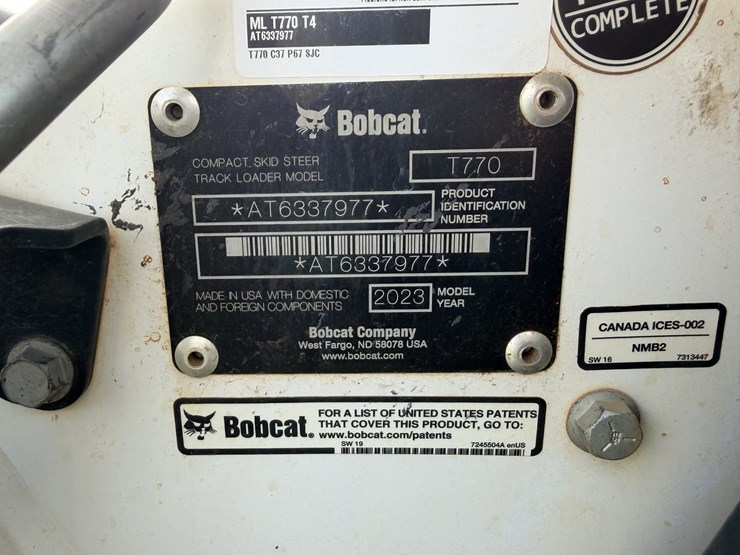 ML T770 T4
AT6337977
T770 C37 P67 SJC
COMPLETE
Bobcat.
COMPACT SKID STEER
TRACK LOADER MODEL
T770
*AT6337977*
PRODUCT
IDENTIFICATION
NUMBER
*AT6337977*
MADE IN USA WITH DOMESTIC
AND FOREIGN COMPONENTS
2023
MODEL
YEAR
Bobcat Company
West Fargo, ND 58078 USA
www.bobcat.com
CANADA ICES-002
NMB2
SW 16
7313447
Bobcat.
FOR A LIST OF UNITED STATES PATENTS
THAT COVER THIS PRODUCT, GO TO:
www.bobcat.com/patents
SW 19
7245504A enUS